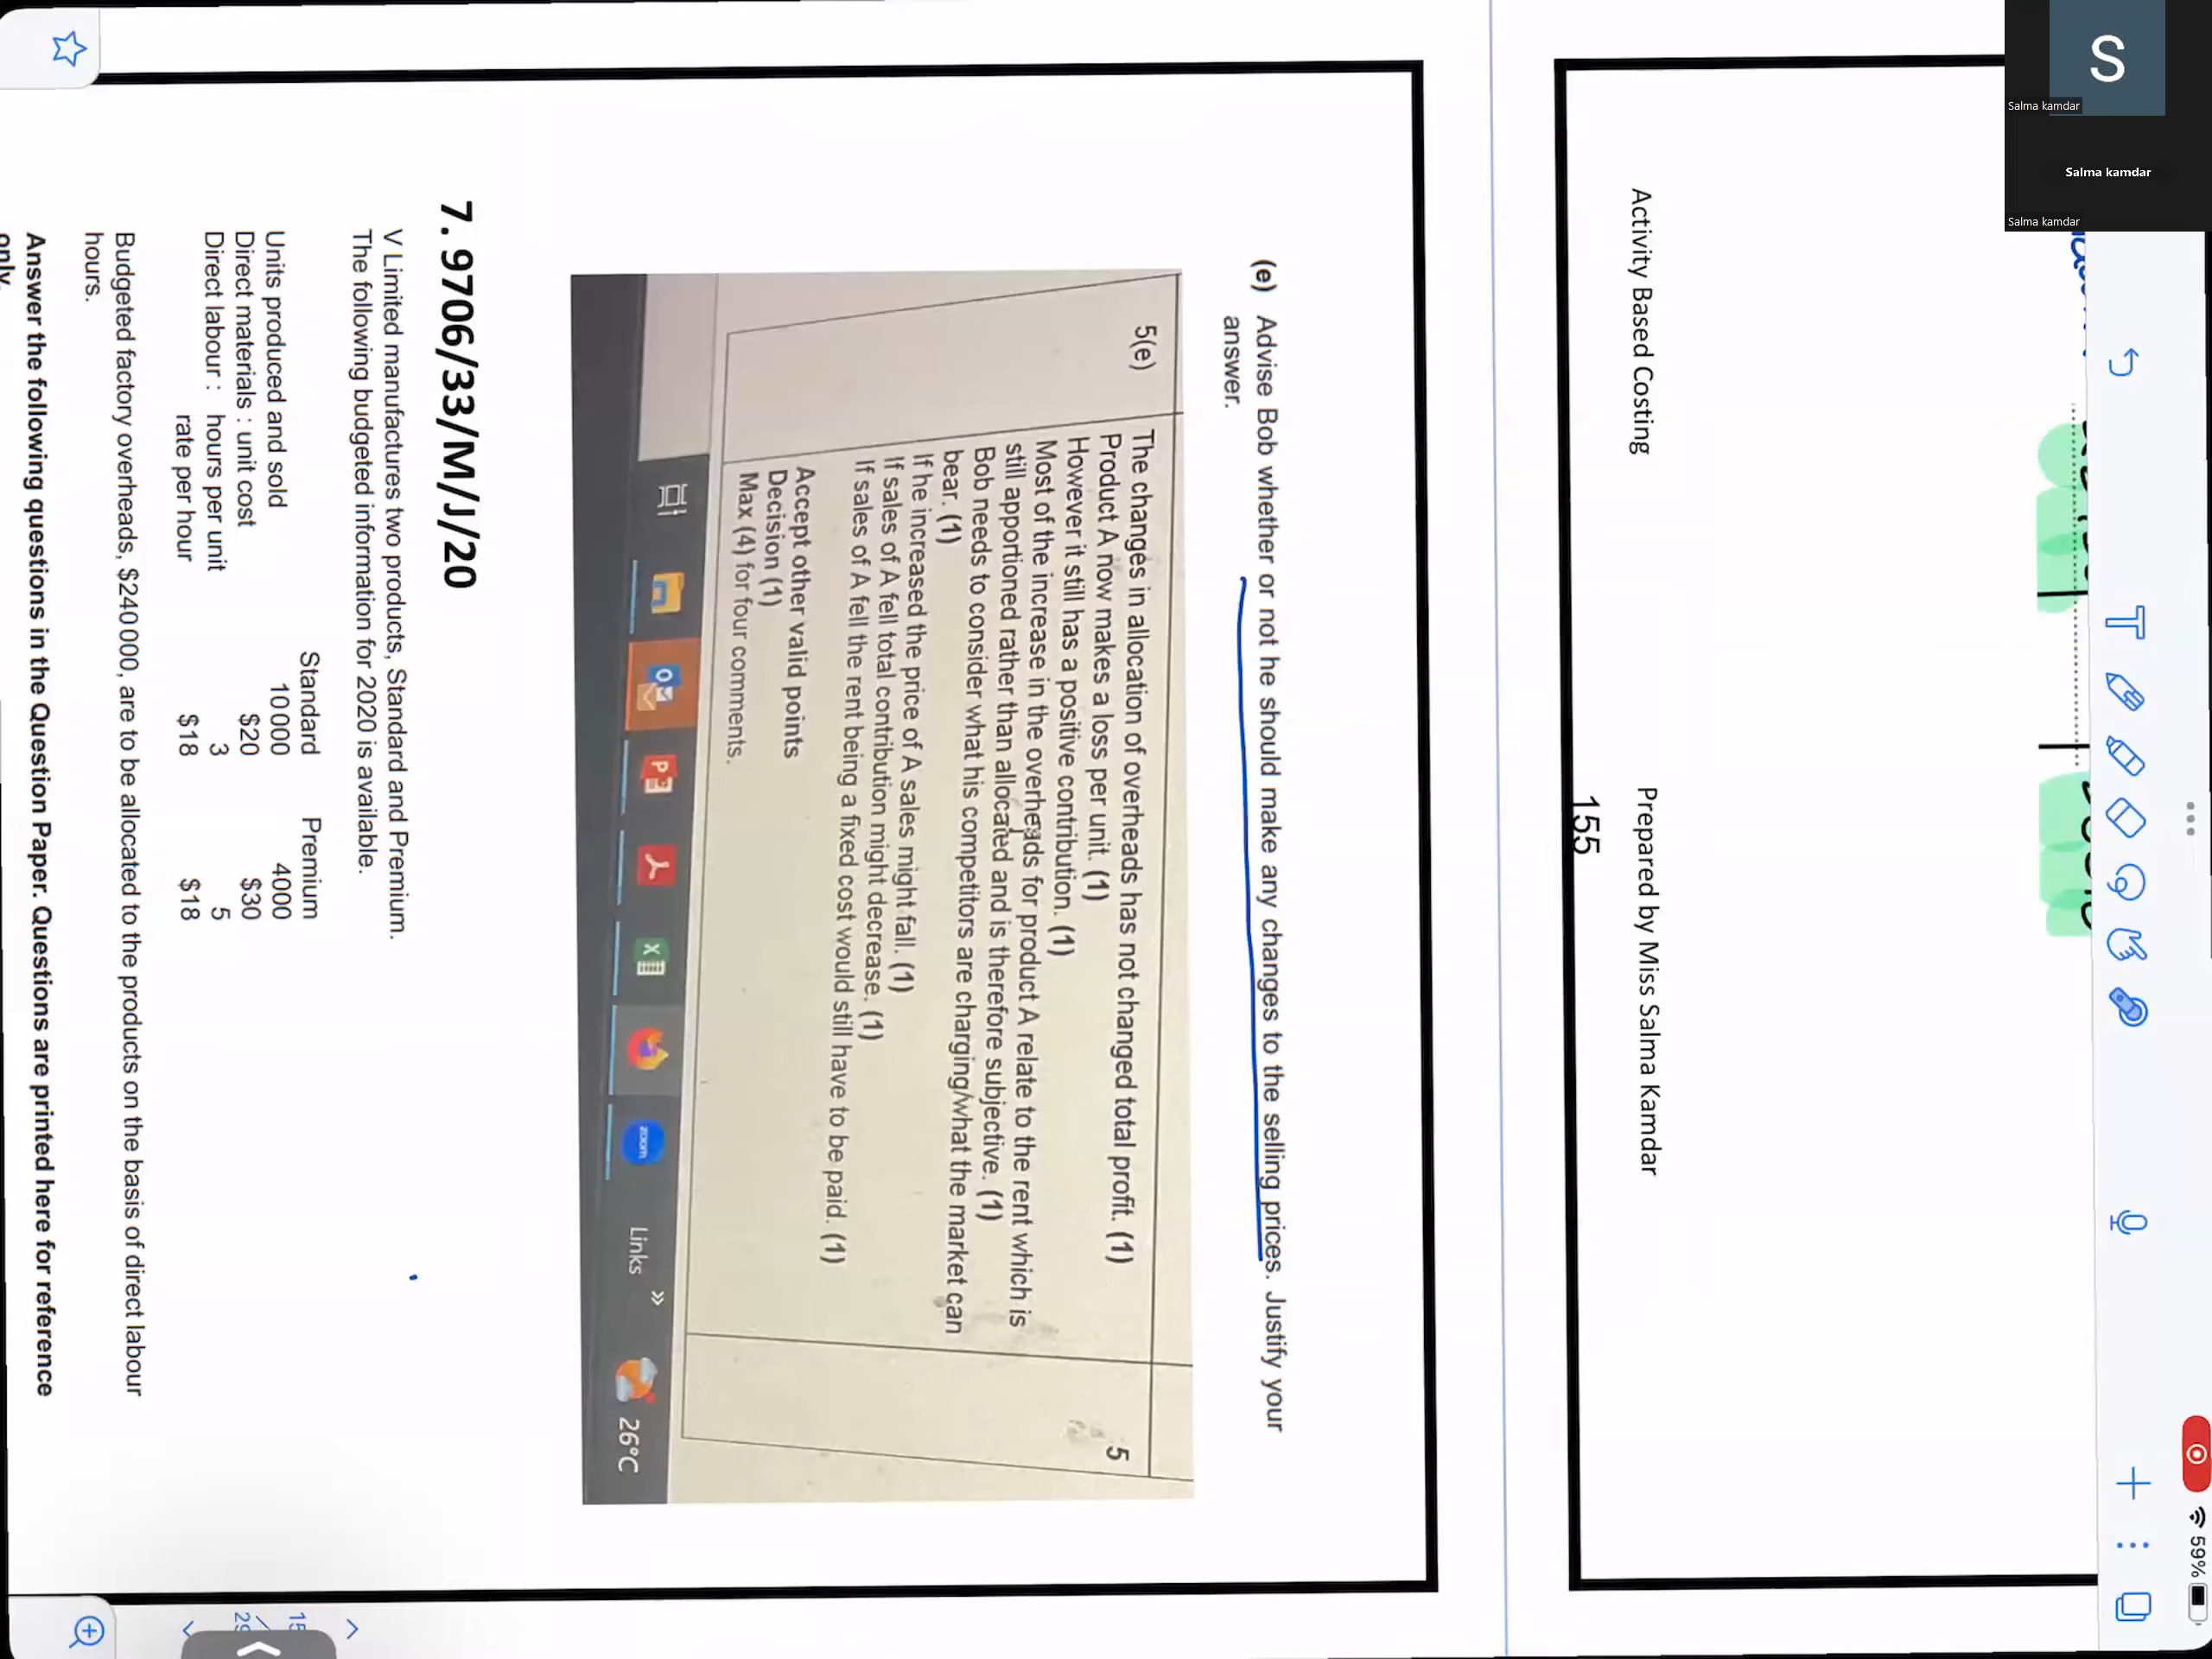 S
Salma kamdar
Salma kamdar
Salma kamdar
59%
Activity Based Costing
Prepared by Miss Salma Kamdar
155
(e) Advise Bob whether or not he should make any changes to the selling prices. Justify your
answer.
5(e)
The changes in allocation of overheads has not changed total profit. (1)
Product A now makes a loss per unit. (1)
However it still has a positive contribution. (1)
Most of the increase in the overheads for product A relate to the rent which is
still apportioned rather than allocated and is therefore subjective. (1)
Bob needs to consider what his competitors are charging/what the market can
bear. (1)
If he increased the price of A sales might fall. (1)
If sales of A fell total contribution might decrease. (1)
If sales of A fell the rent being a fixed cost would still have to be paid. (1)
Accept other valid points
Decision (1)
Max (4) for four comments.
5
zoom
Links
26°C
7. 9706/33/M/J/20
V Limited manufactures two products, Standard and Premium.
The following budgeted information for 2020 is available.
Standard Premium
Units produced and sold 10 000 4000
Direct materials : unit cost $20 $30
Direct labour : hours per unit 3 5
rate per hour $18 $18
Budgeted factory overheads, $240 000, are to be allocated to the products on the basis of direct labour
hours.
Answer the following questions in the Question Paper. Questions are printed here for reference
only.